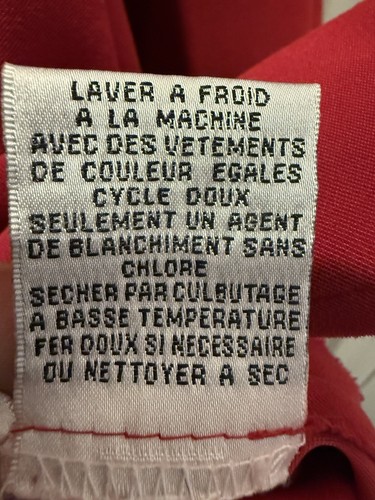 LAVER A FROID
A LA MACHINE
AVEC DES VETEMENTS
DE COULEUR EGALES
CYCLE DOUX
SEULEMENT UN AGENT
DE BLANCHIMENT SANS
CHLORE
SECHER PAR CULBUTAGE
A BASSE TEMPERATURE
FER DOUX SI NECESSAIRE
OU NETTOYER A SEC